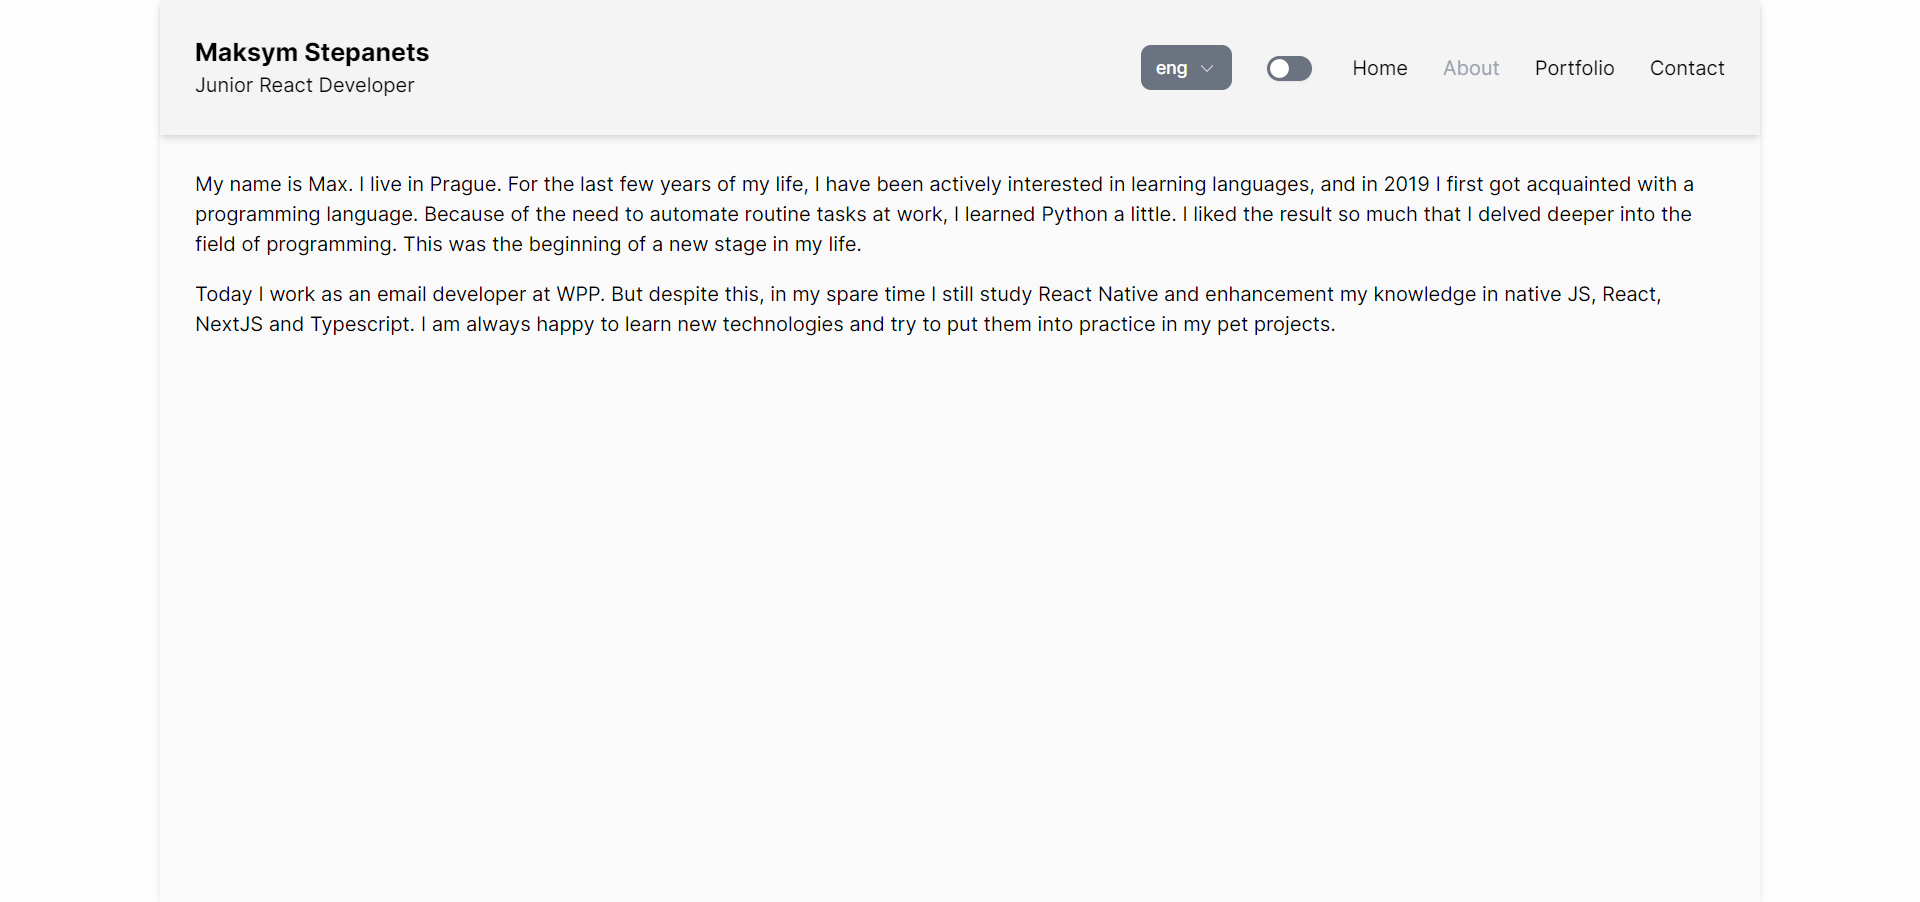 Maksym Stepanets
Junior React Developer
eng
Home
About
Portfolio
Contact
My name is Max. I live in Prague. For the last few years of my life, I have been actively interested in learning languages, and in 2019 I first got acquainted with a
programming language. Because of the need to automate routine tasks at work, I learned Python a little. I liked the result so much that I delved deeper into the
field of programming. This was the beginning of a new stage in my life.
Today I work as an email developer at WPP. But despite this, in my spare time I still study React Native and enhancement my knowledge in native JS, React,
NextJS and Typescript. I am always happy to learn new technologies and try to put them into practice in my pet projects.